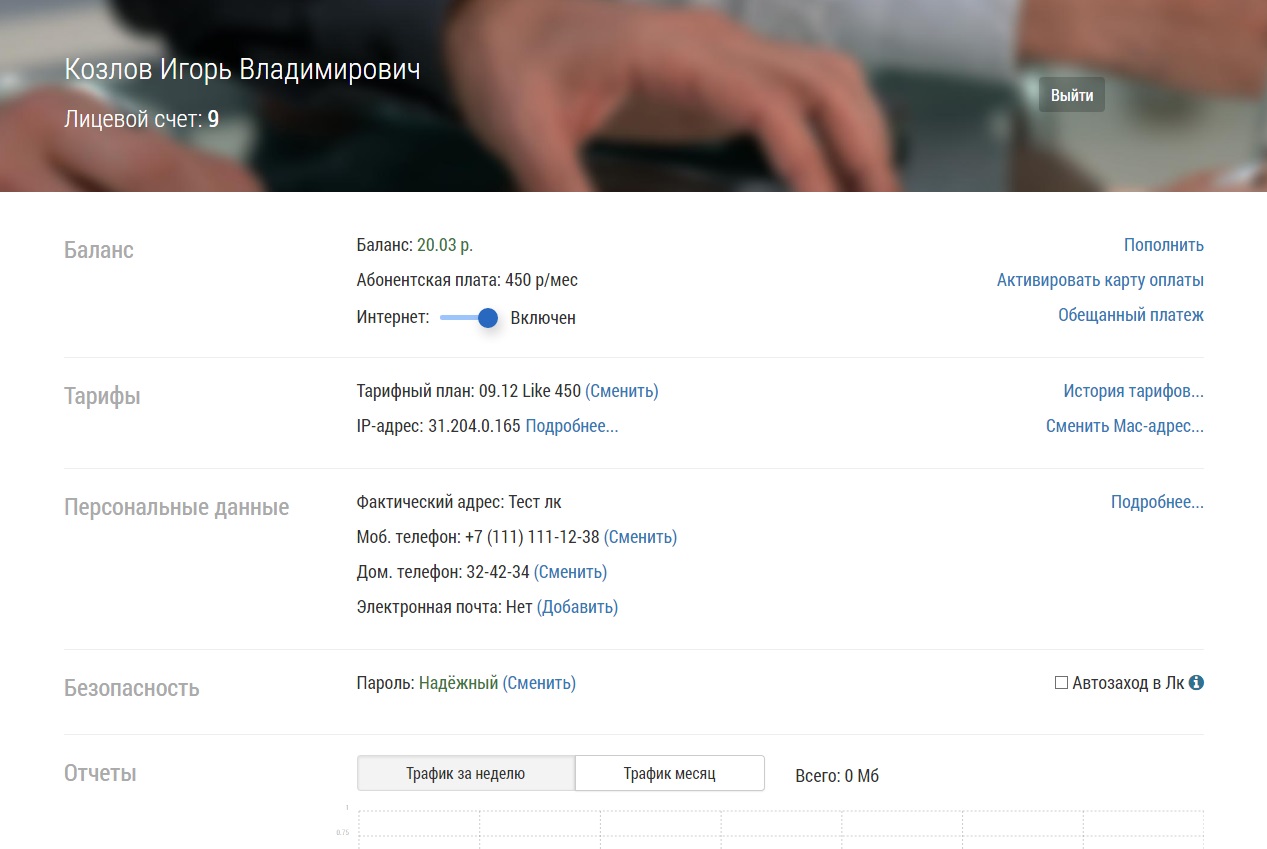 Козлов Игорь Владимирович
Лицевой счет: 9
Выйти
Баланс
Баланс: 20.03 р.
Пополнить
Абонентская плата: 450 р/мес
Активировать карту оплаты
Интернет: Включен
Обещанный платеж
Тарифы
Тарифный план: 09.12 Like 450 (Сменить)
История тарифов...
IP-адрес: 31.204.0.165 Подробнее...
Сменить Mac-адрес...
Персональные данные
Фактический адрес: Тест лк
Подробнее...
Моб. телефон: +7 (111) 111-12-38 (Сменить)
Дом. телефон: 32-42-34 (Сменить)
Электронная почта: Нет (Добавить)
Безопасность
Пароль: Надёжный (Сменить)
Автозаход в Лк
Отчеты
Трафик за неделю
Трафик месяц
Всего: 0 Мб
1
0.75